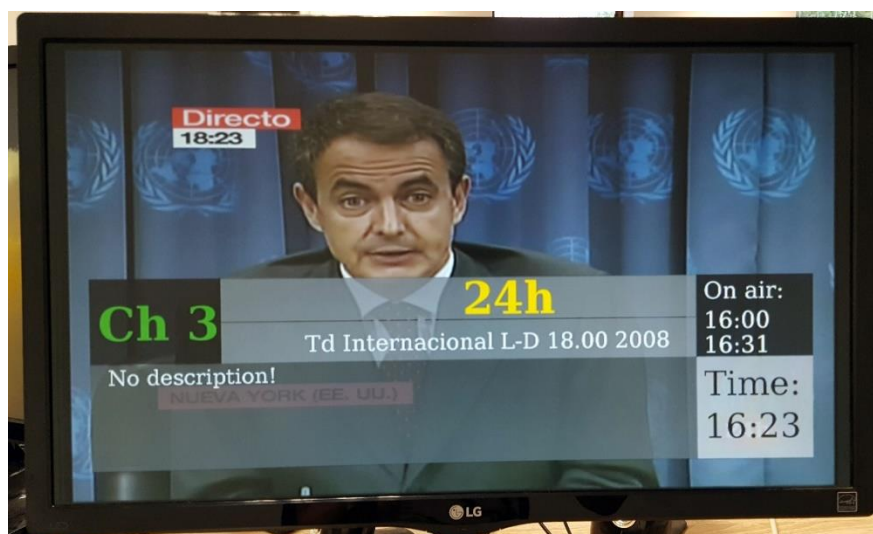 Directo
18:23
24h
Ch 3
Td Internacional L-D 18.00 2008
On air:
16:00
16:31
No description!
NUEVA YORK (EE. UU.)
Time:
16:23
LG